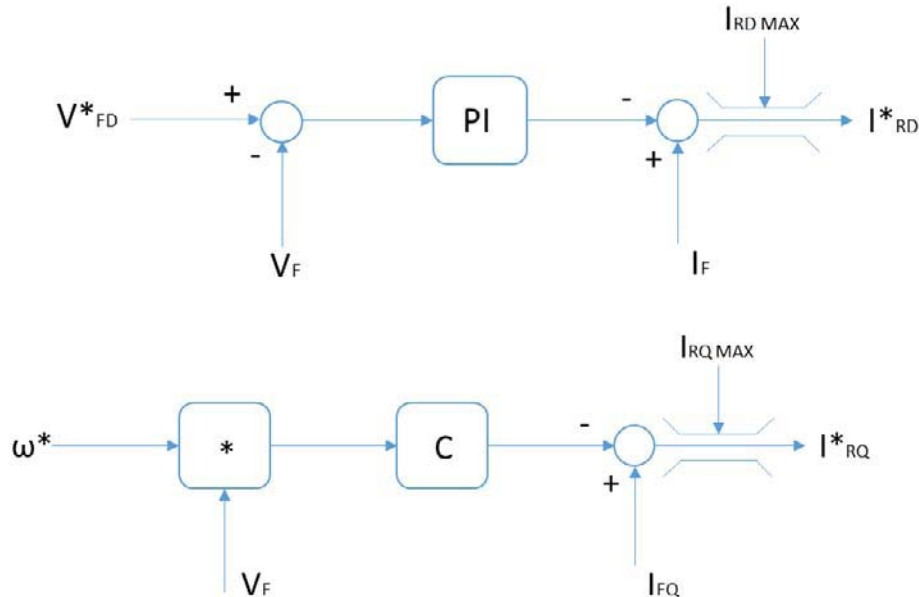 I RD MAX
V*FD
+
-
PI
-
+
I*RD
VF
IF
I RQ MAX
ω*
*
C
-
+
I*RQ
VF
IFQ